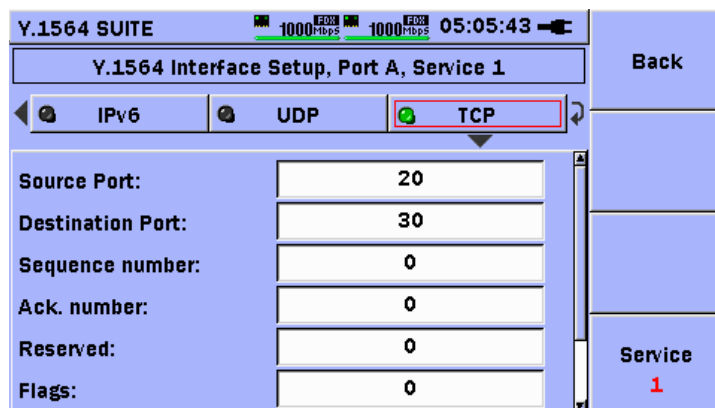 Y.1564 SUITE
1000 FDX Mbps 1000 FDX Mbps 05:05:43
Y.1564 Interface Setup, Port A, Service 1
IPv6 UDP TCP
Source Port: 20
Destination Port: 30
Sequence number: 0
Ack. number: 0
Reserved: 0
Flags: 0
Back
Service
1